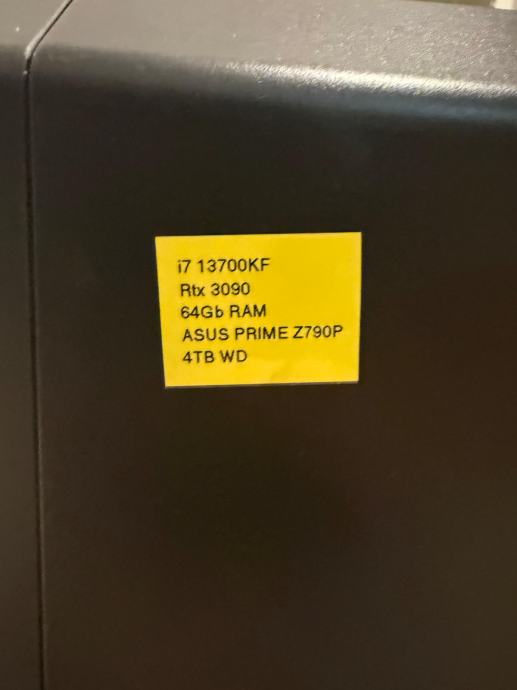 i7 13700KF
Rtx 3090
64Gb RAM
ASUS PRIME Z790P
4TB WD